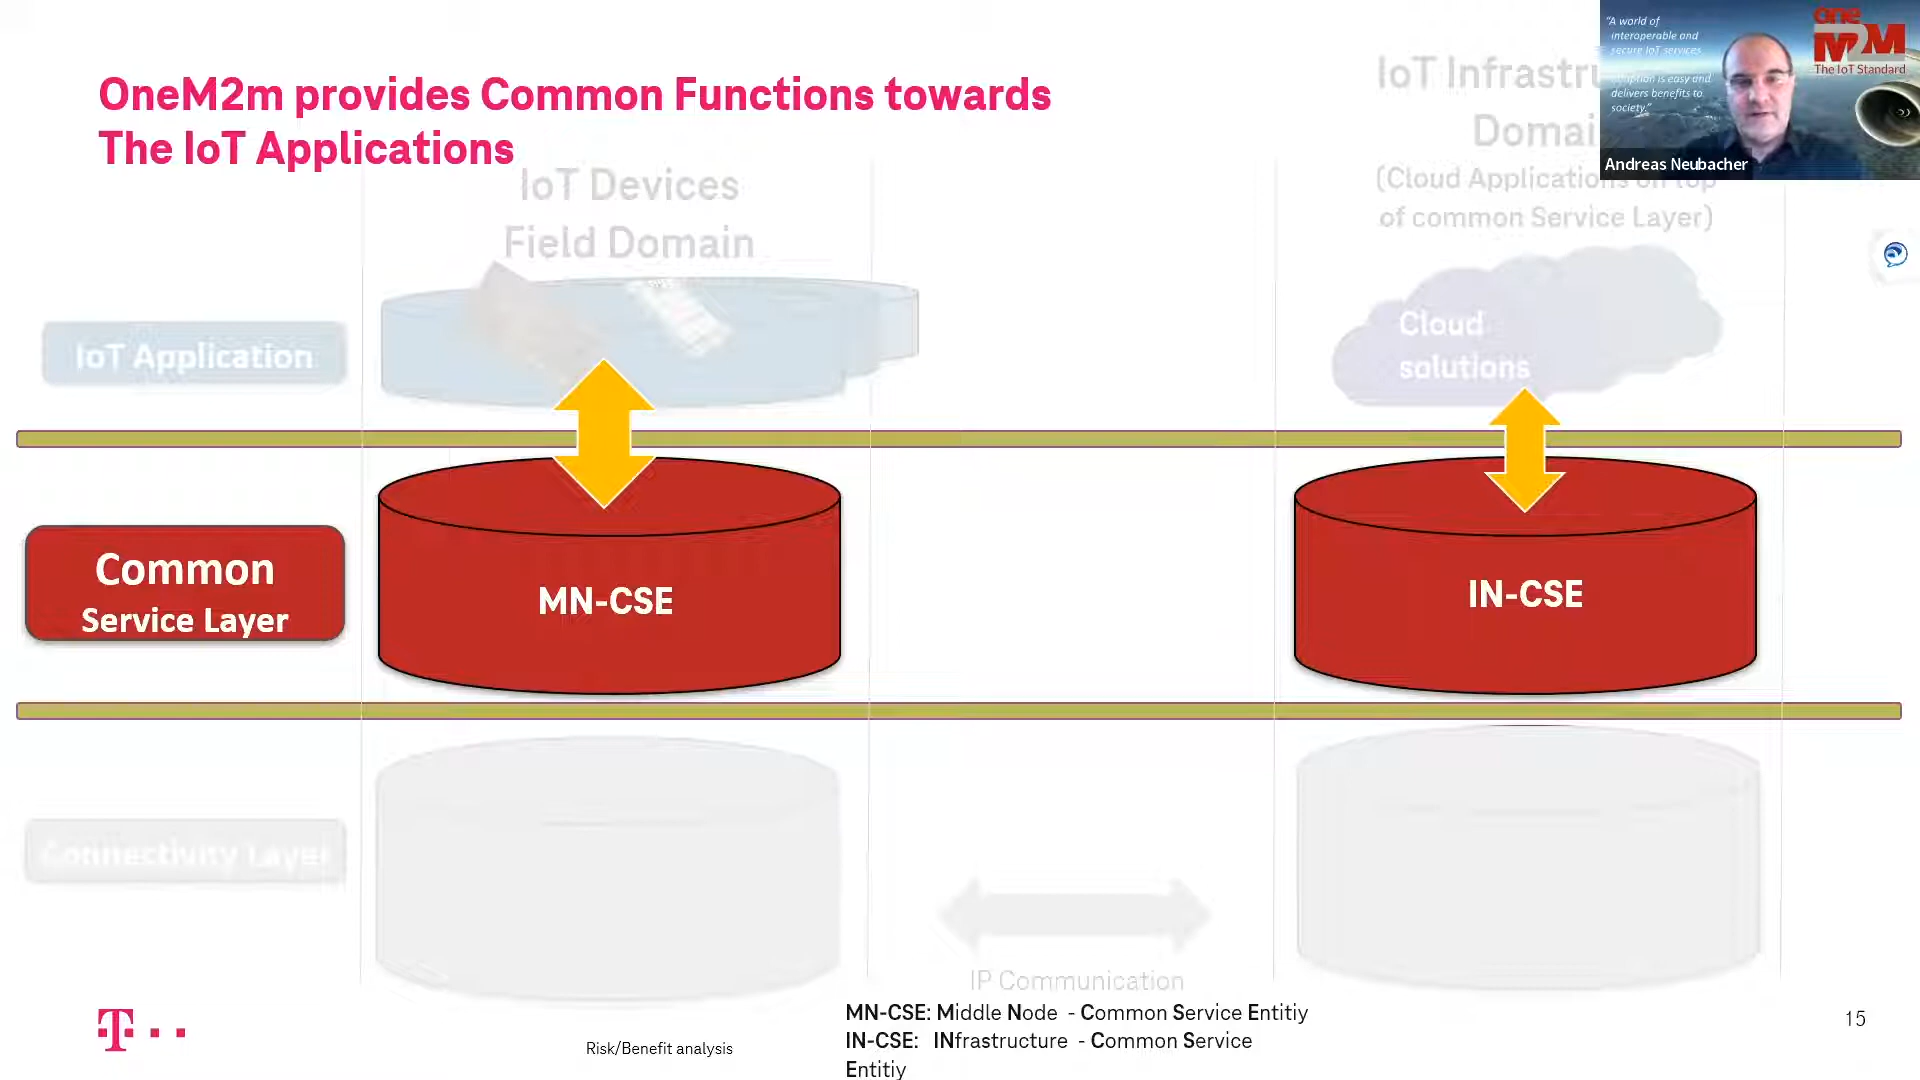 OneM2m provides Common Functions towards
The IoT Applications
IoT Devices
Field Domain
IoT Infrastru
Domai
(Cloud Applications on top
of common Service Layer)
"A world of
interoperable and
secure IoT services
adoption is easy and
delivers benefits to
society."
one
M2M
The IoT Standard
Andreas Neubacher
IoT Application
Cloud
solutions
Common
Service Layer
MN-CSE
IN-CSE
Connectivity Layer
IP Communication
MN-CSE: Middle Node - Common Service Entitiy
IN-CSE: INfrastructure - Common Service
Entitiy
T
Risk/Benefit analysis
15